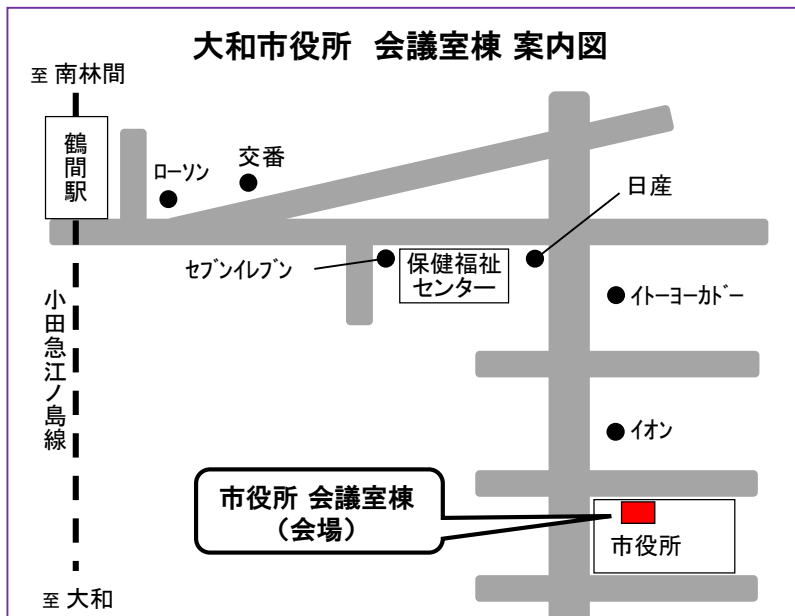 大和市役所　会議室棟 案内図
至 南林間
鶴間駅
ローソン
交番
日産
セブンイレブン
保健福祉
センター
イトーヨーカドー
小田急江ノ島線
イオン
市役所 会議室棟
（会場）
市役所
至 大和